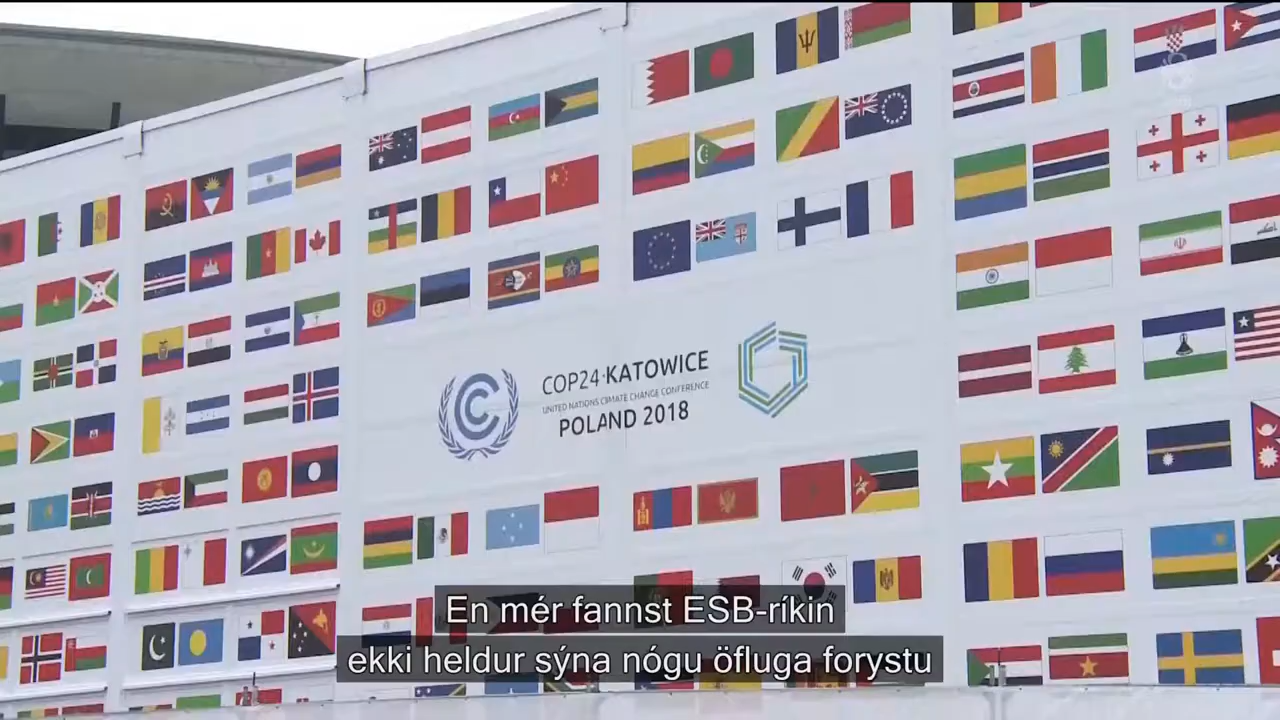 COP24·KATOWICE
UNITED NATIONS CLIMATE CHANGE CONFERENCE
POLAND 2018
En mér fannst ESB-ríkin
ekki heldur sýna nógu öfluga forystu